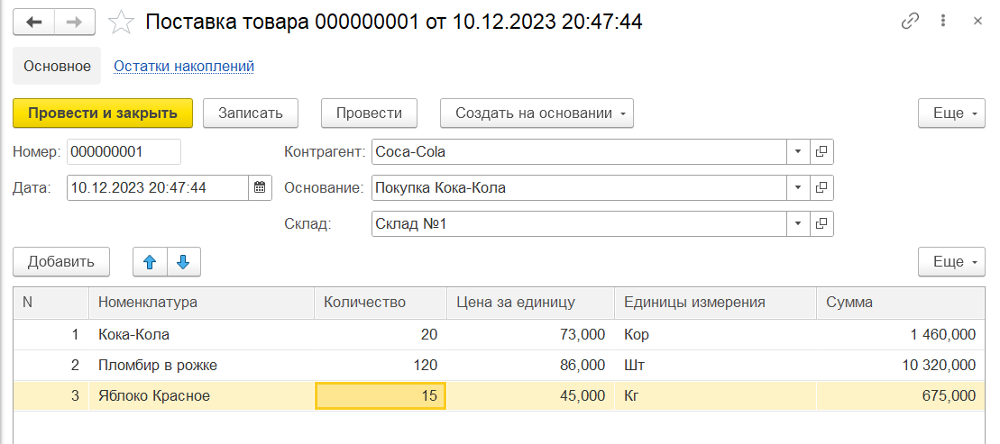 Поставка товара 000000001 от 10.12.2023 20:47:44
Основное Остатки накоплений
Провести и закрыть Записать Провести Создать на основании Еще
Номер: 000000001 Контрагент: Coca-Cola
Дата: 10.12.2023 20:47:44 Основание: Покупка Кока-Кола
Склад: Склад №1
Добавить Еще
N Номенклатура Количество Цена за единицу Единицы измерения Сумма
1 Кока-Кола 20 73,000 Кор 1 460,000
2 Пломбир в рожке 120 86,000 Шт 10 320,000
3 Яблоко Красное 15 45,000 Кг 675,000